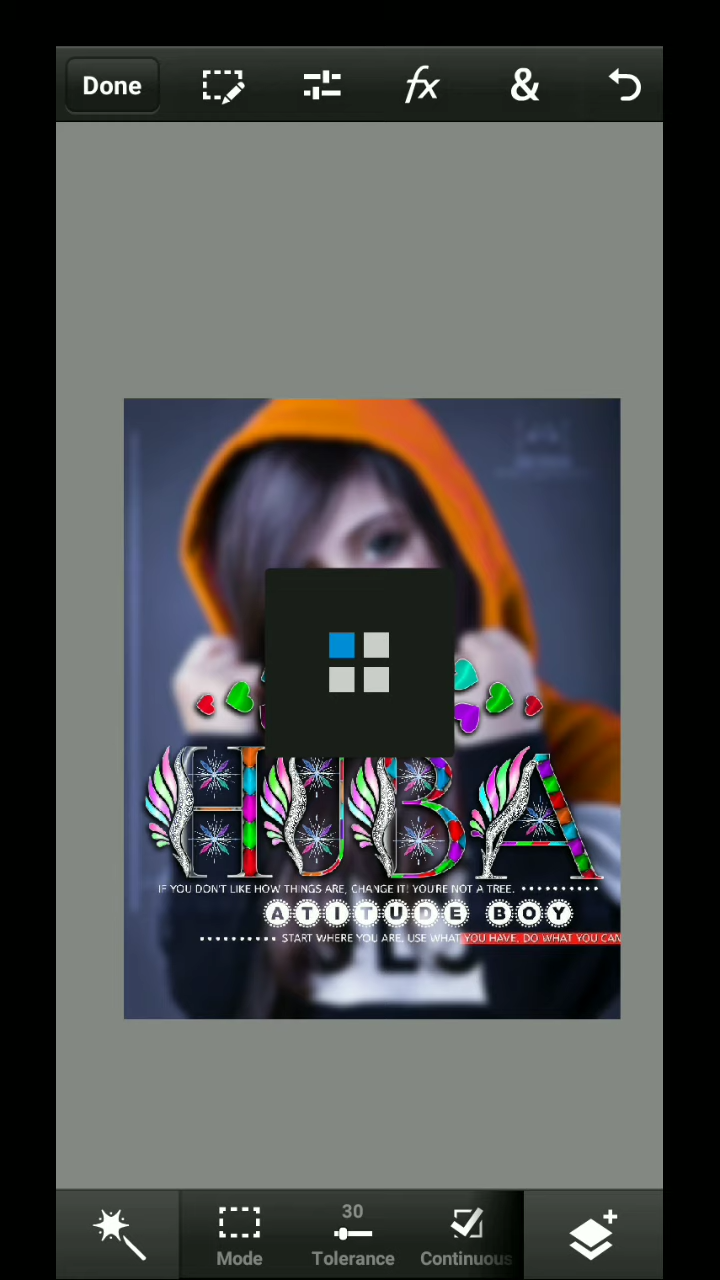 Done fx &
HUBA
IF YOU DON'T LIKE HOW THINGS ARE, CHANGE IT! YOU'RE NOT A TREE.
ATITUDE BOY
START WHERE YOU ARE, USE WHAT YOU HAVE, DO WHAT YOU CAN
30
Mode Tolerance Continuous